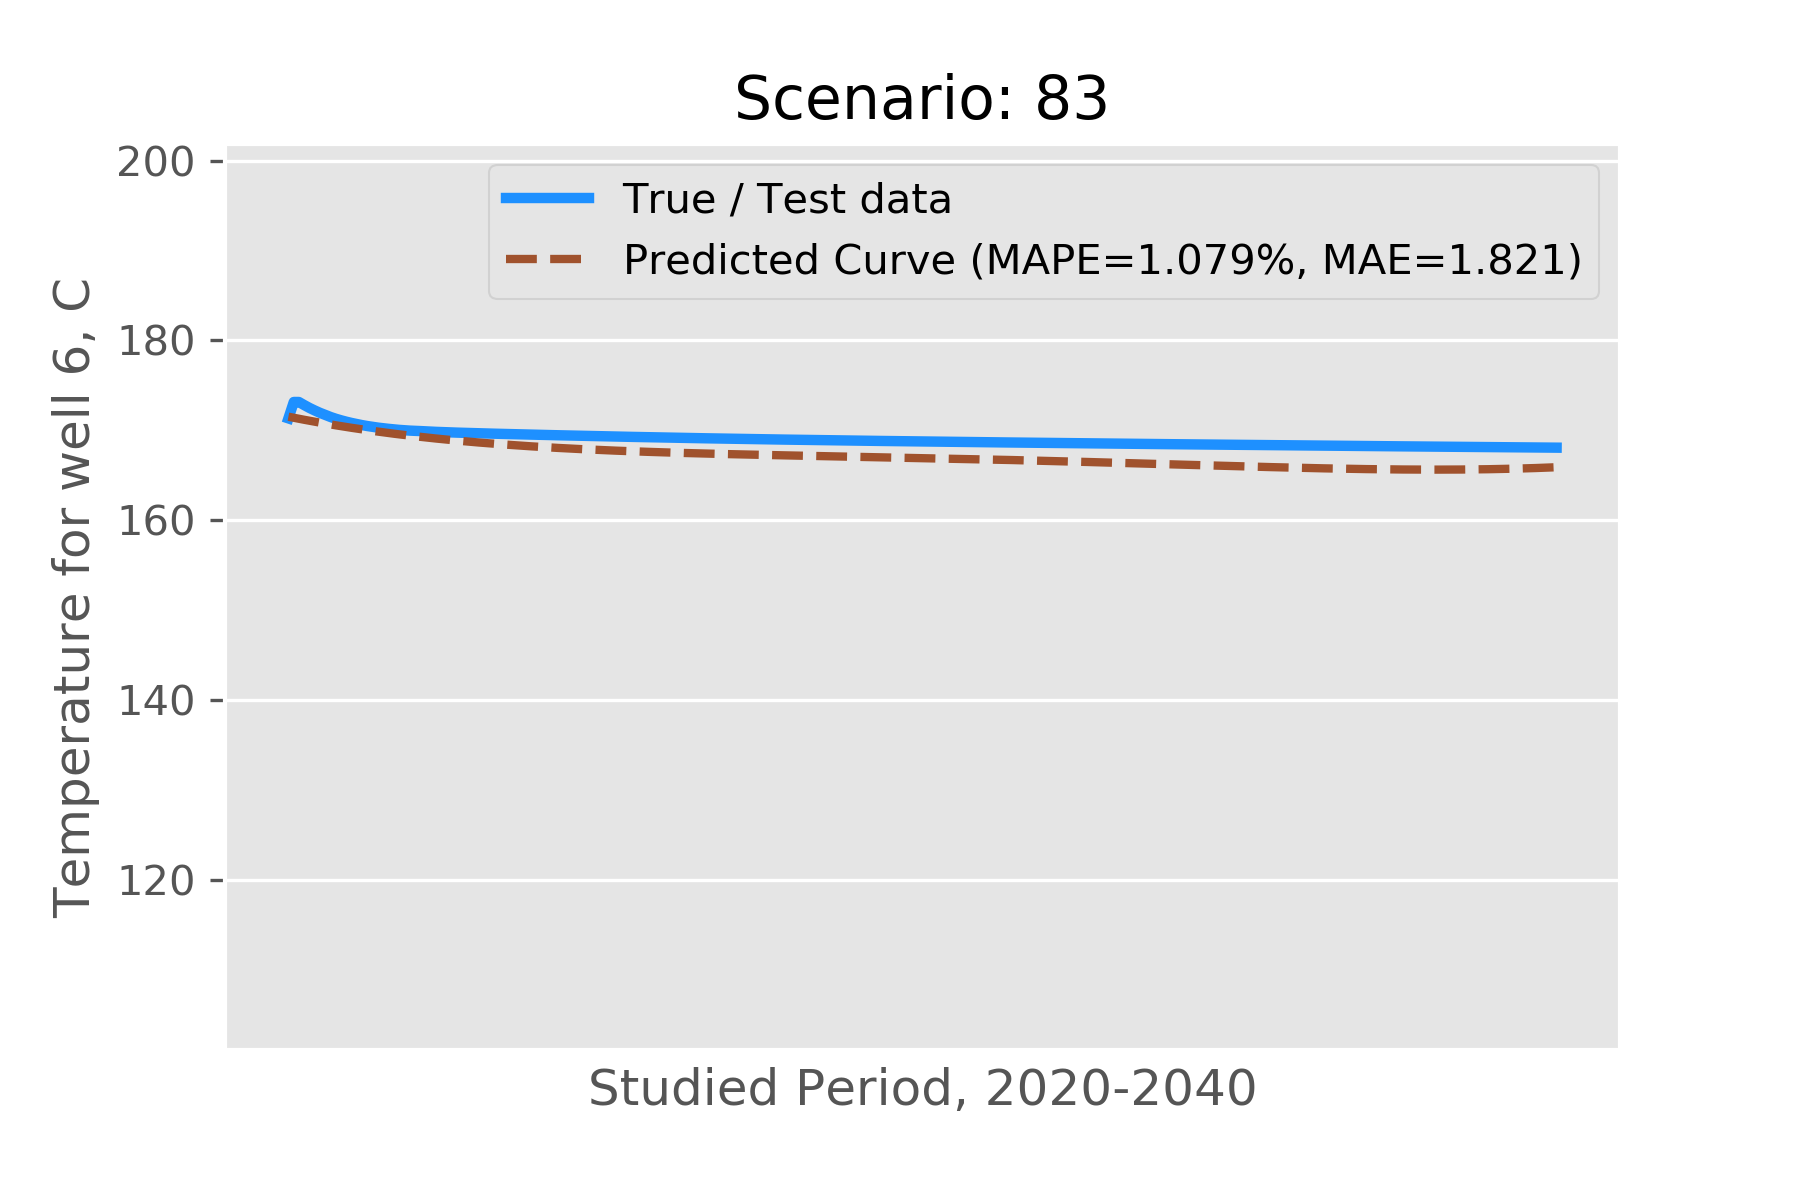 Scenario: 83
True / Test data
Predicted Curve (MAPE=1.079%, MAE=1.821)
Temperature for well 6, C
200
180
160
140
120
Studied Period, 2020-2040